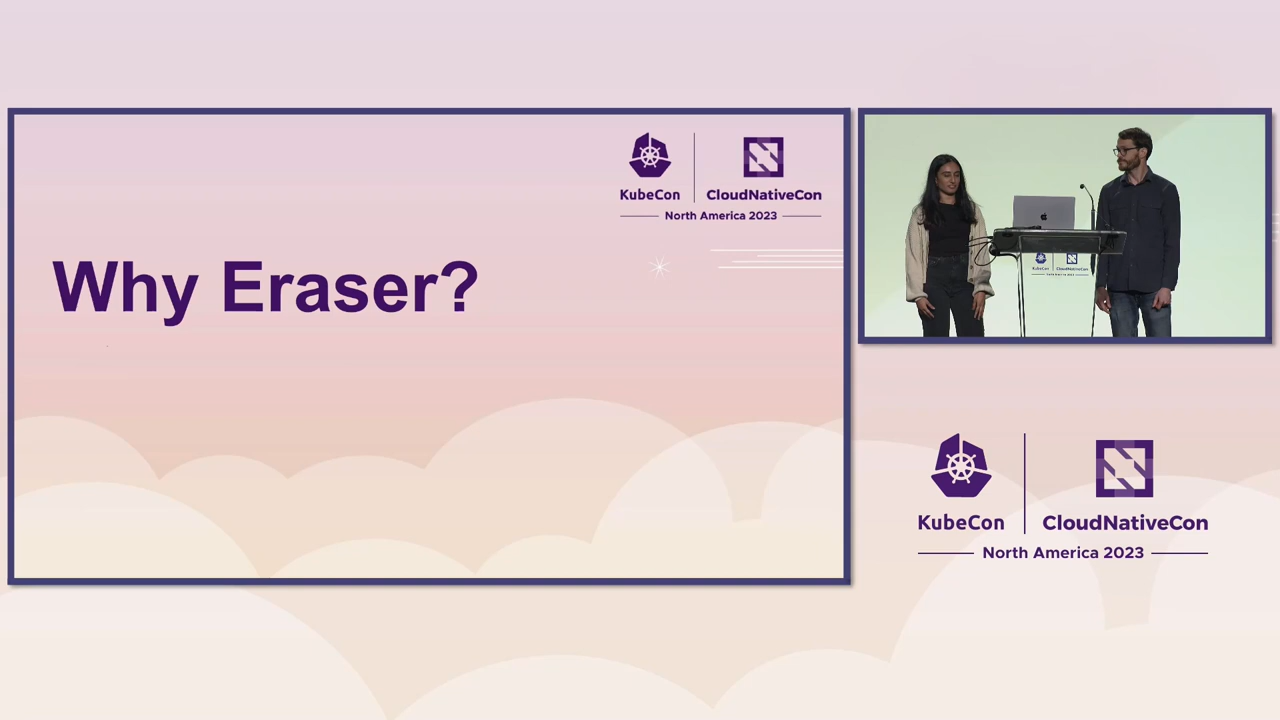 KubeCon
CloudNativeCon
North America 2023
Why Eraser?
KubeCon
CloudNativeCon
North America 2023